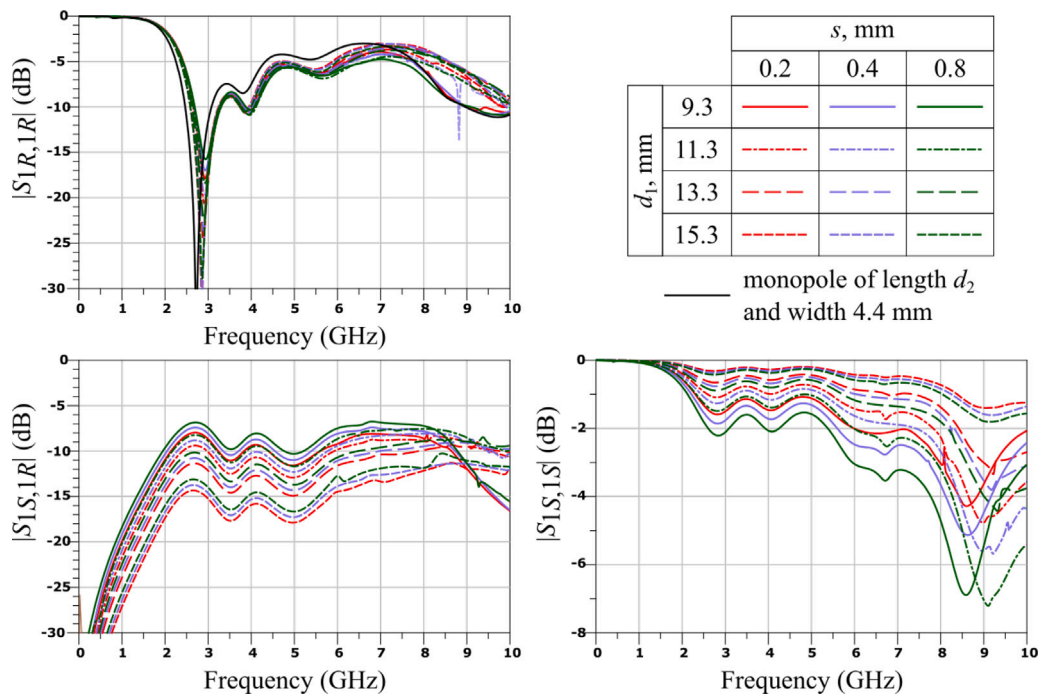 0
-5
-10
-15
-20
-25
-30
|S1R,1R| (dB)
0 1 2 3 4 5 6 7 8 9 10
Frequency (GHz)
s, mm
0.2 0.4 0.8
d1, mm
9.3
11.3
13.3
15.3
monopole of length d2
and width 4.4 mm
0
-5
-10
-15
-20
-25
-30
|S1S,1R| (dB)
0 1 2 3 4 5 6 7 8 9 10
Frequency (GHz)
0
-2
-4
-6
-8
|S1S,1S| (dB)
0 1 2 3 4 5 6 7 8 9 10
Frequency (GHz)